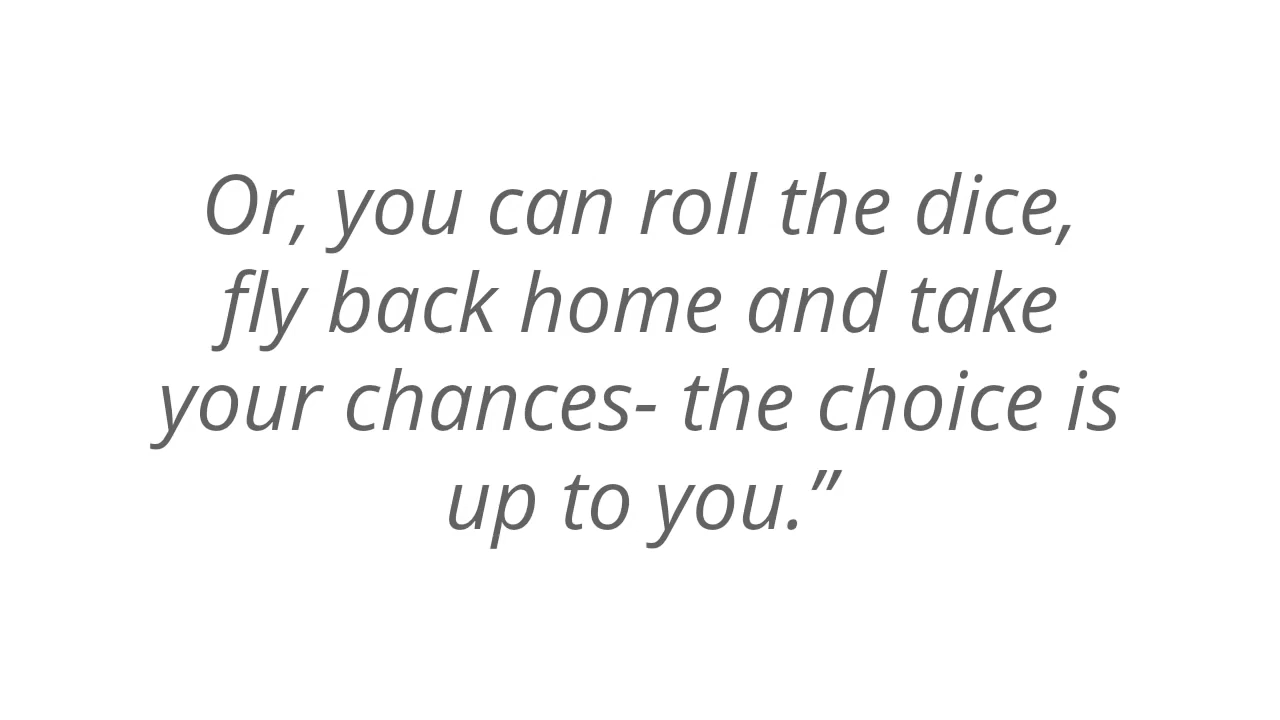 Or, you can roll the dice,
fly back home and take
your chances- the choice is
up to you.”